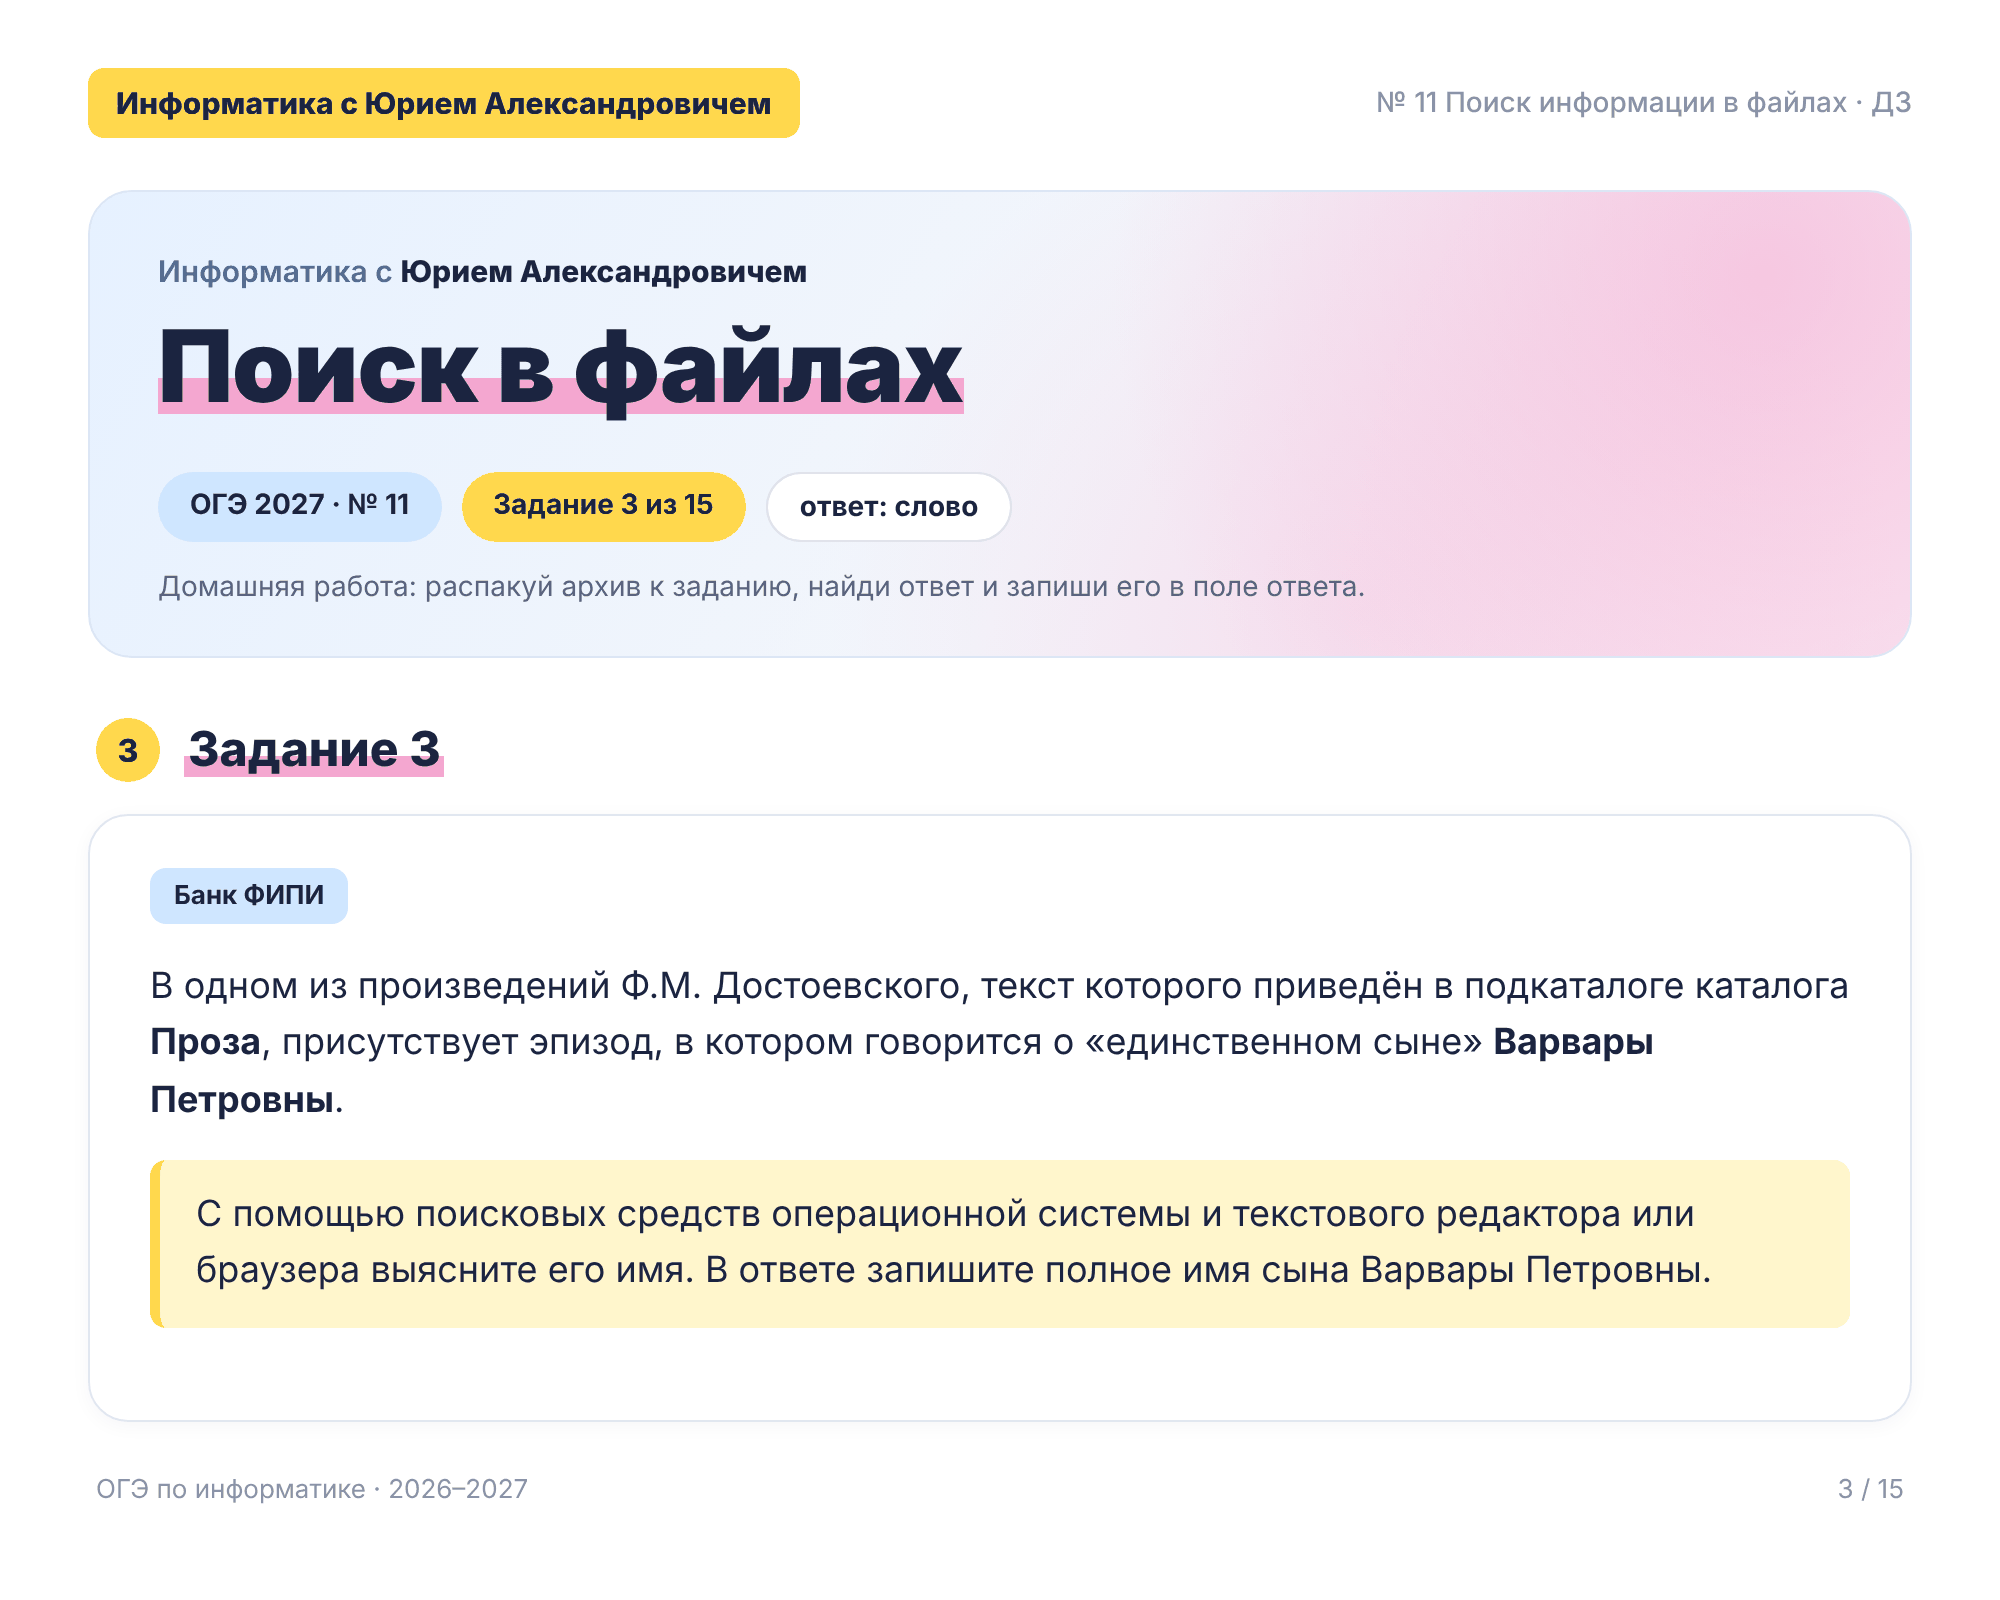 Информатика с Юрием Александровичем
№ 11 Поиск информации в файлах · ДЗ
Информатика с Юрием Александровичем
Поиск в файлах
ОГЭ 2027 · № 11
Задание 3 из 15
ответ: слово
Домашняя работа: распакуй архив к заданию, найди ответ и запиши его в поле ответа.
3
Задание 3
Банк ФИПИ
В одном из произведений Ф.М. Достоевского, текст которого приведён в подкаталоге каталога
Проза, присутствует эпизод, в котором говорится о «единственном сыне» Варвары
Петровны.
С помощью поисковых средств операционной системы и текстового редактора или
браузера выясните его имя. В ответе запишите полное имя сына Варвары Петровны.
ОГЭ по информатике · 2026–2027
3 / 15